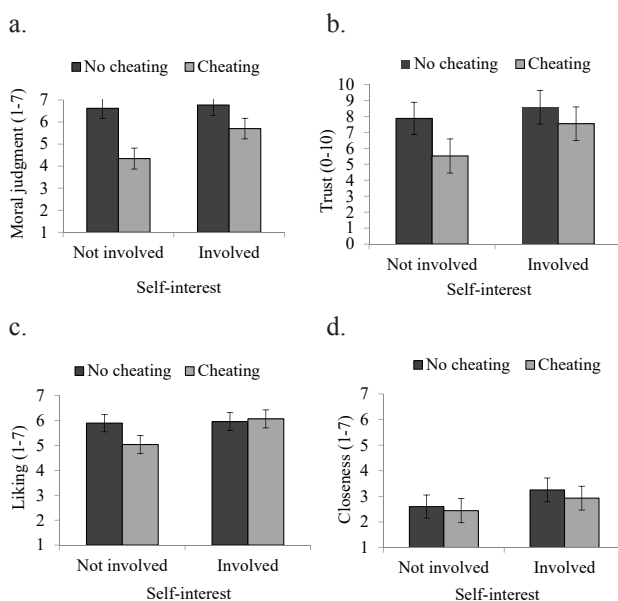 a.
No cheating Cheating
Moral judgment (1-7)
7
6
5
4
3
2
1
Not involved Involved
Self-interest
b.
No cheating Cheating
Trust (0-10)
10
9
8
7
6
5
4
3
2
1
0
Not involved Involved
Self-interest
c.
No cheating Cheating
Liking (1-7)
7
6
5
4
3
2
1
Not involved Involved
Self-interest
d.
No cheating Cheating
Closeness (1-7)
7
6
5
4
3
2
1
Not involved Involved
Self-interest